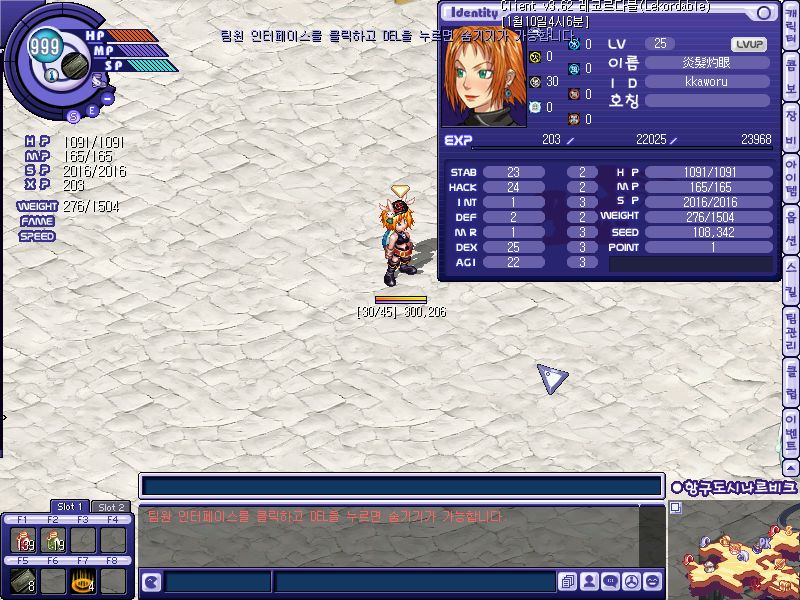 Client v3.62 레코르다블(Lekordable)
[1월10일4시6분]
팀원 인터페이스를 클릭하고 DEL을 누르면 숨기기가 가능합니다.
999
HP
MP
SP
HP 1091/1091
MP 165/165
SP 2016/2016
XP 203
WEIGHT 276/1504
FAME
SPEED
Identity
0 0
30 0
0 0
0
LV 25 LVUP
이름 炎髮灼眼
ID kkaworu
호칭
EXP 203 / 22025 / 23968
STAB 23 2 HP 1091/1091
HACK 24 2 MP 165/165
INT 1 3 SP 2016/2016
DEF 2 2 WEIGHT 276/1504
MR 1 3 SEED 108,342
DEX 25 3 POINT 1
AGI 22 3
캐릭터
콤보
장비
아이템
옵션
스킬
팀관리
클럽
이벤트
[30/45] 300,206
항구도시나르비크
팀원 인터페이스를 클릭하고 DEL을 누르면 숨기기가 가능합니다.
Slot 1 Slot 2
F1 F2 F3 F4
139 19
F5 F6 F7 F8
8 4
PK